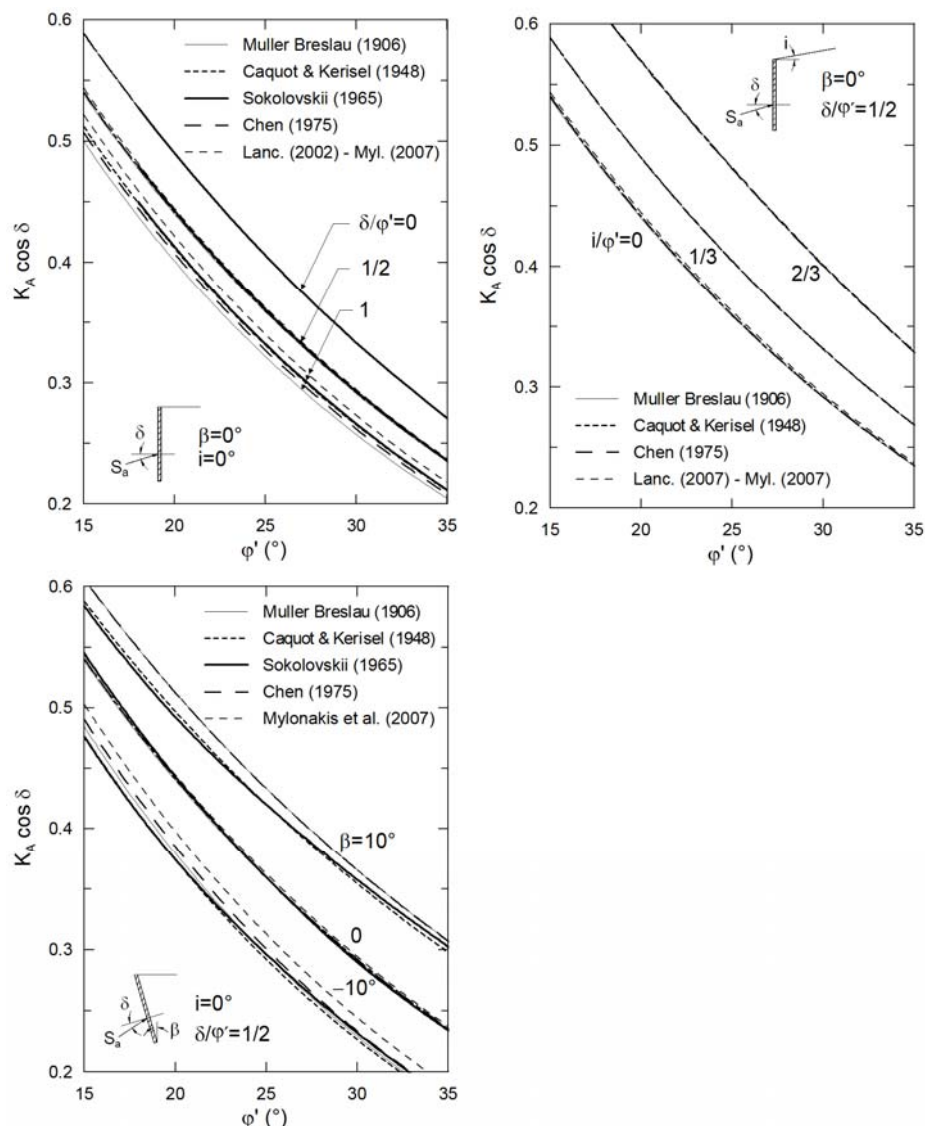 0.6
0.5
0.4
0.3
0.2
K_A cos δ
Muller Breslau (1906)
Caquot & Kerisel (1948)
Sokolovskii (1965)
Chen (1975)
Lanc. (2002) - Myl. (2007)
δ/φ'=0
1/2
1
δ
S_a
β=0°
i=0°
15 20 25 30 35
φ' (°)
0.6
0.5
0.4
0.3
0.2
K_A cos δ
i
δ
S_a
β=0°
δ/φ'=1/2
i/φ'=0
1/3
2/3
Muller Breslau (1906)
Caquot & Kerisel (1948)
Chen (1975)
Lanc. (2007) - Myl. (2007)
15 20 25 30 35
φ' (°)
0.6
0.5
0.4
0.3
0.2
K_A cos δ
Muller Breslau (1906)
Caquot & Kerisel (1948)
Sokolovskii (1965)
Chen (1975)
Mylonakis et al. (2007)
β=10°
0
−10°
δ
S_a
β
i=0°
δ/φ'=1/2
15 20 25 30 35
φ' (°)